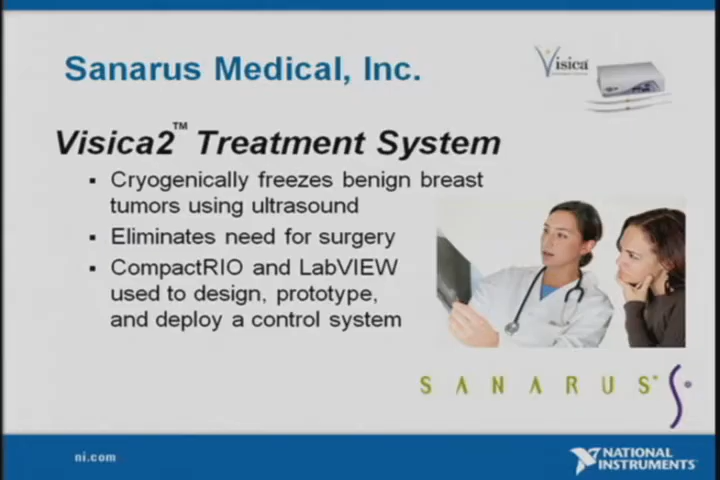 Sanarus Medical, Inc.
Visica
Visica2™ Treatment System
▪ Cryogenically freezes benign breast
tumors using ultrasound
▪ Eliminates need for surgery
▪ CompactRIO and LabVIEW
used to design, prototype,
and deploy a control system
SANARUS
ni.com
NATIONAL
INSTRUMENTS